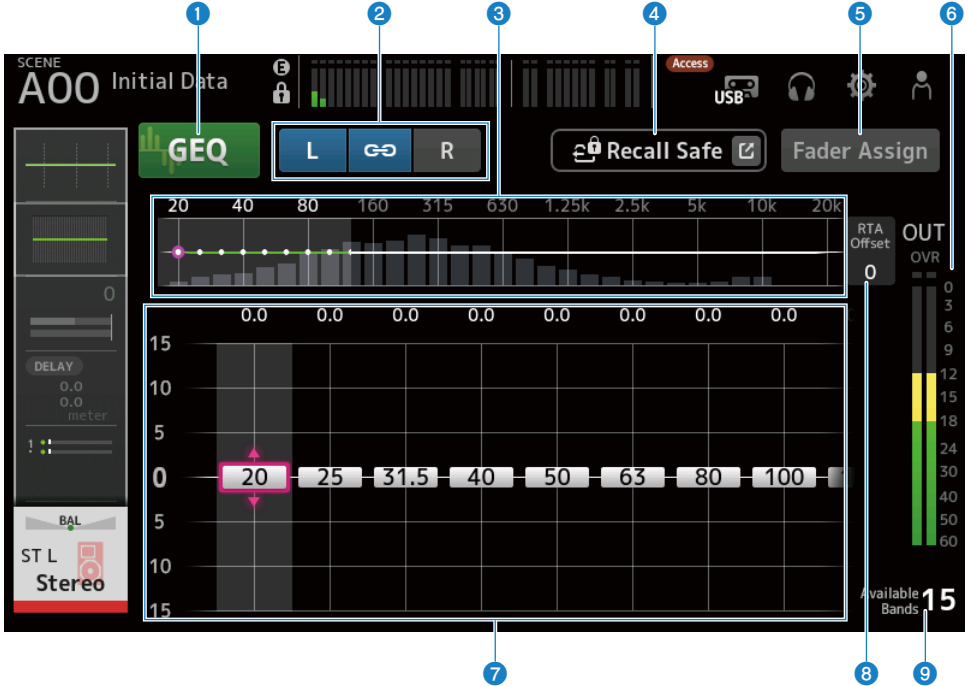 1 2 3 4 5 6
SCENE
A00 Initial Data
E
Access
USB
GEQ
L R
Recall Safe
Fader Assign
20 40 80 160 315 630 1.25k 2.5k 5k 10k 20k
RTA
Offset
0
OUT
OVR
0
3
6
9
12
15
18
24
30
40
50
60
0
DELAY
0.0
0.0
meter
!
BAL
ST L
Stereo
0.0 0.0 0.0 0.0 0.0 0.0 0.0 0.0
15
10
5
0 20 25 31.5 40 50 63 80 100
5
10
15
Available
Bands 15
7 8 9